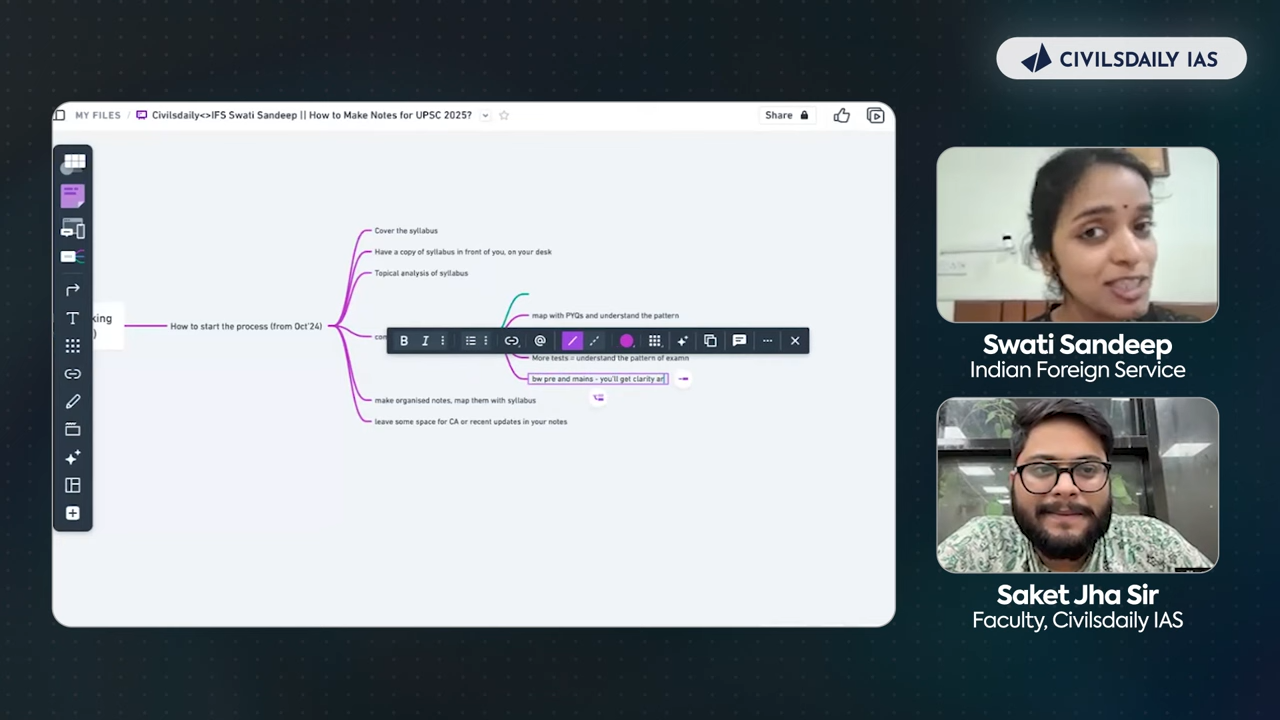 CIVILSDAILY IAS
MY FILES / Civilsdaily<>IFS Swati Sandeep || How to Make Notes for UPSC 2025?
Share
Cover the syllabus
Have a copy of syllabus in front of you, on your desk
Topical analysis of syllabus
map with PYQs and understand the pattern
How to start the process (from Oct'24)
B I @
More tests = understand the pattern of examn
bw pre and mains - you'll get clarity ar
make organised notes, map them with syllabus
leave some space for CA or recent updates in your notes
Swati Sandeep
Indian Foreign Service
Saket Jha Sir
Faculty, Civilsdaily IAS